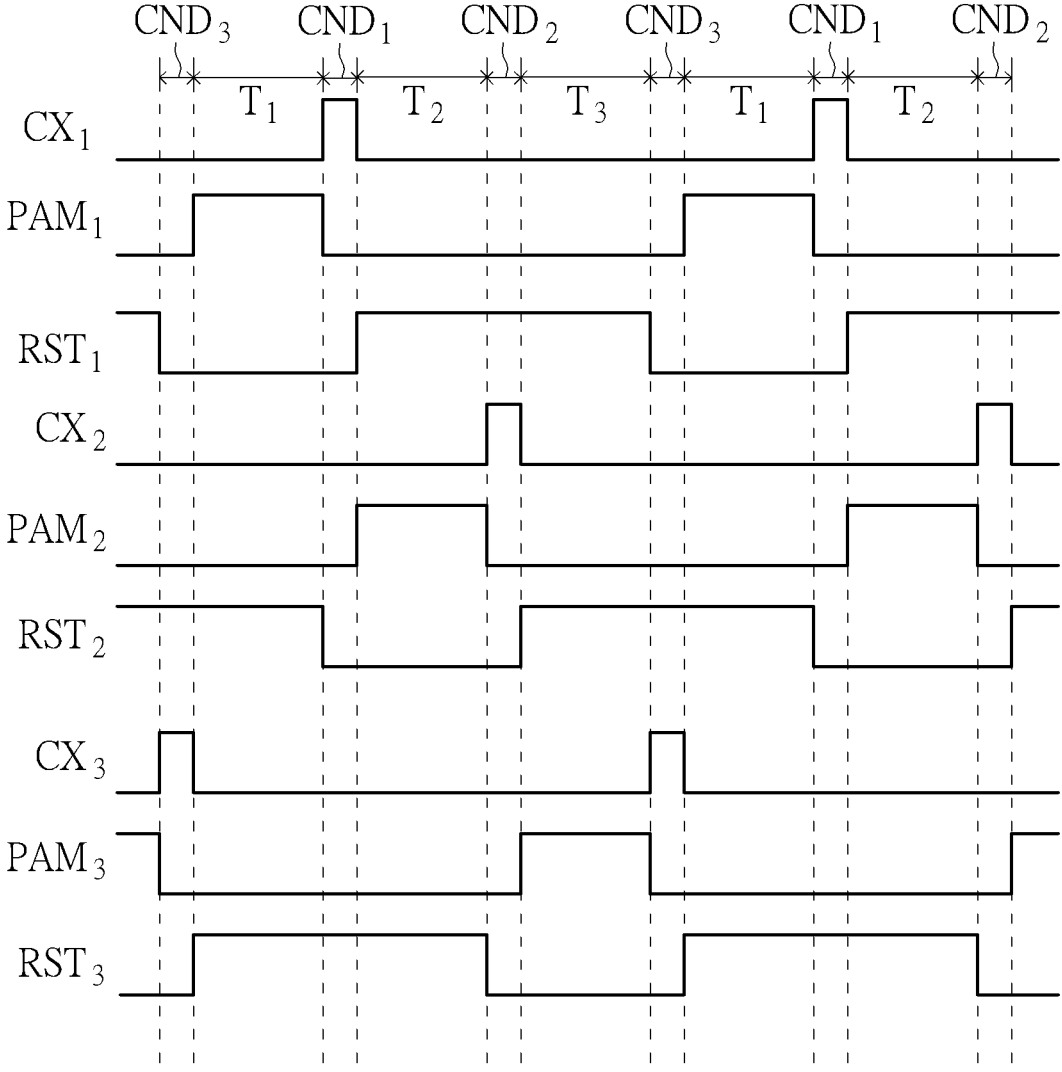 CND₃ CND₁ CND₂ CND₃ CND₁ CND₂
T₁ T₂ T₃ T₁ T₂
CX₁
PAM₁
RST₁
CX₂
PAM₂
RST₂
CX₃
PAM₃
RST₃